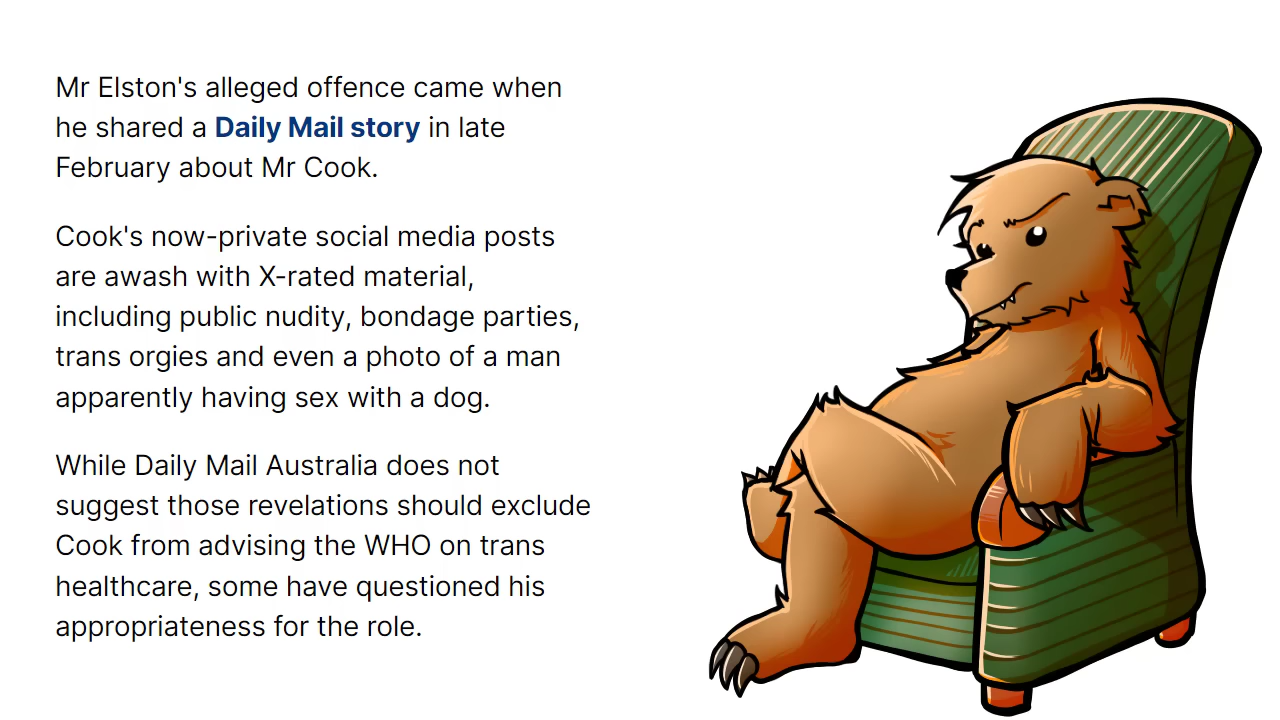 Mr Elston's alleged offence came when
he shared a Daily Mail story in late
February about Mr Cook.
Cook's now-private social media posts
are awash with X-rated material,
including public nudity, bondage parties,
trans orgies and even a photo of a man
apparently having sex with a dog.
While Daily Mail Australia does not
suggest those revelations should exclude
Cook from advising the WHO on trans
healthcare, some have questioned his
appropriateness for the role.